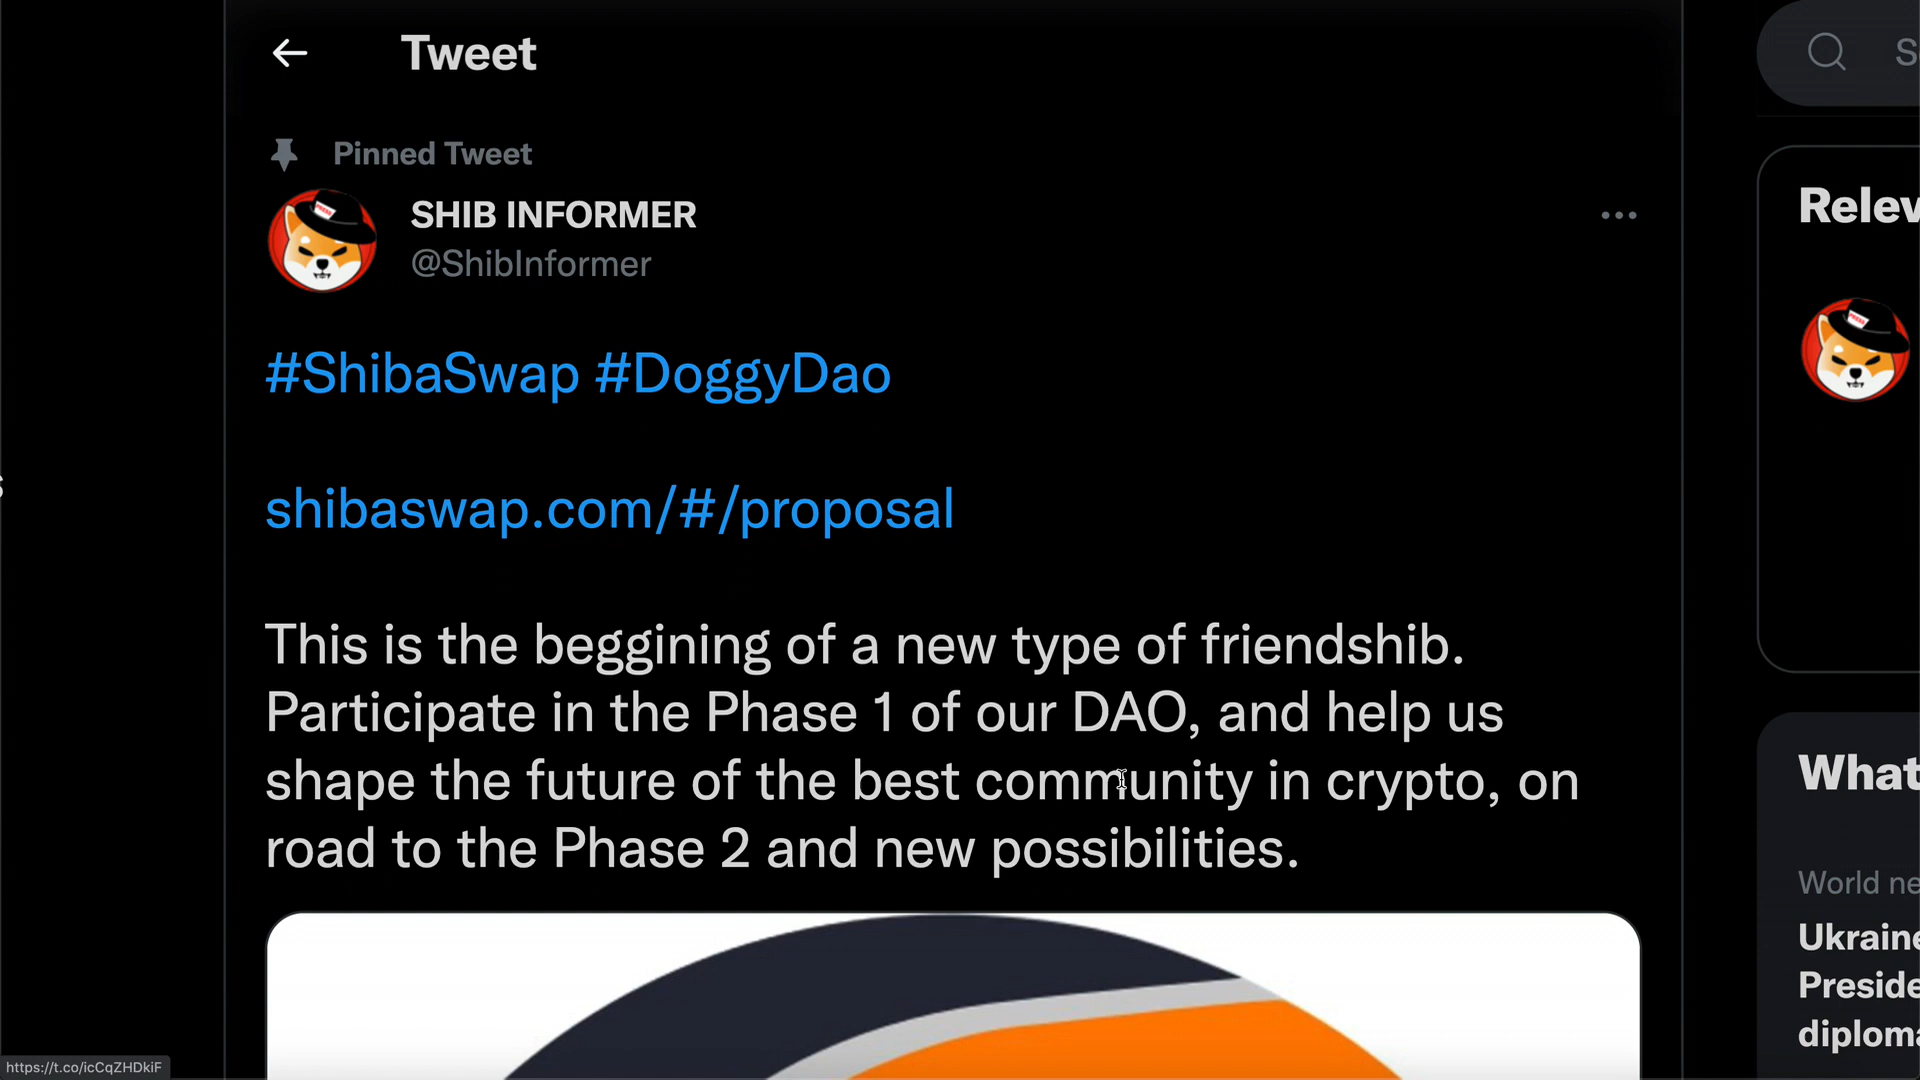 Tweet
Pinned Tweet
SHIB INFORMER
@ShibInformer
#ShibaSwap #DoggyDao
shibaswap.com/#/proposal
This is the beggining of a new type of friendshib.
Participate in the Phase 1 of our DAO, and help us
shape the future of the best community in crypto, on
road to the Phase 2 and new possibilities.
https://t.co/icCqZHDkiF
Relev
What
World ne
Ukraine
Preside
diploma